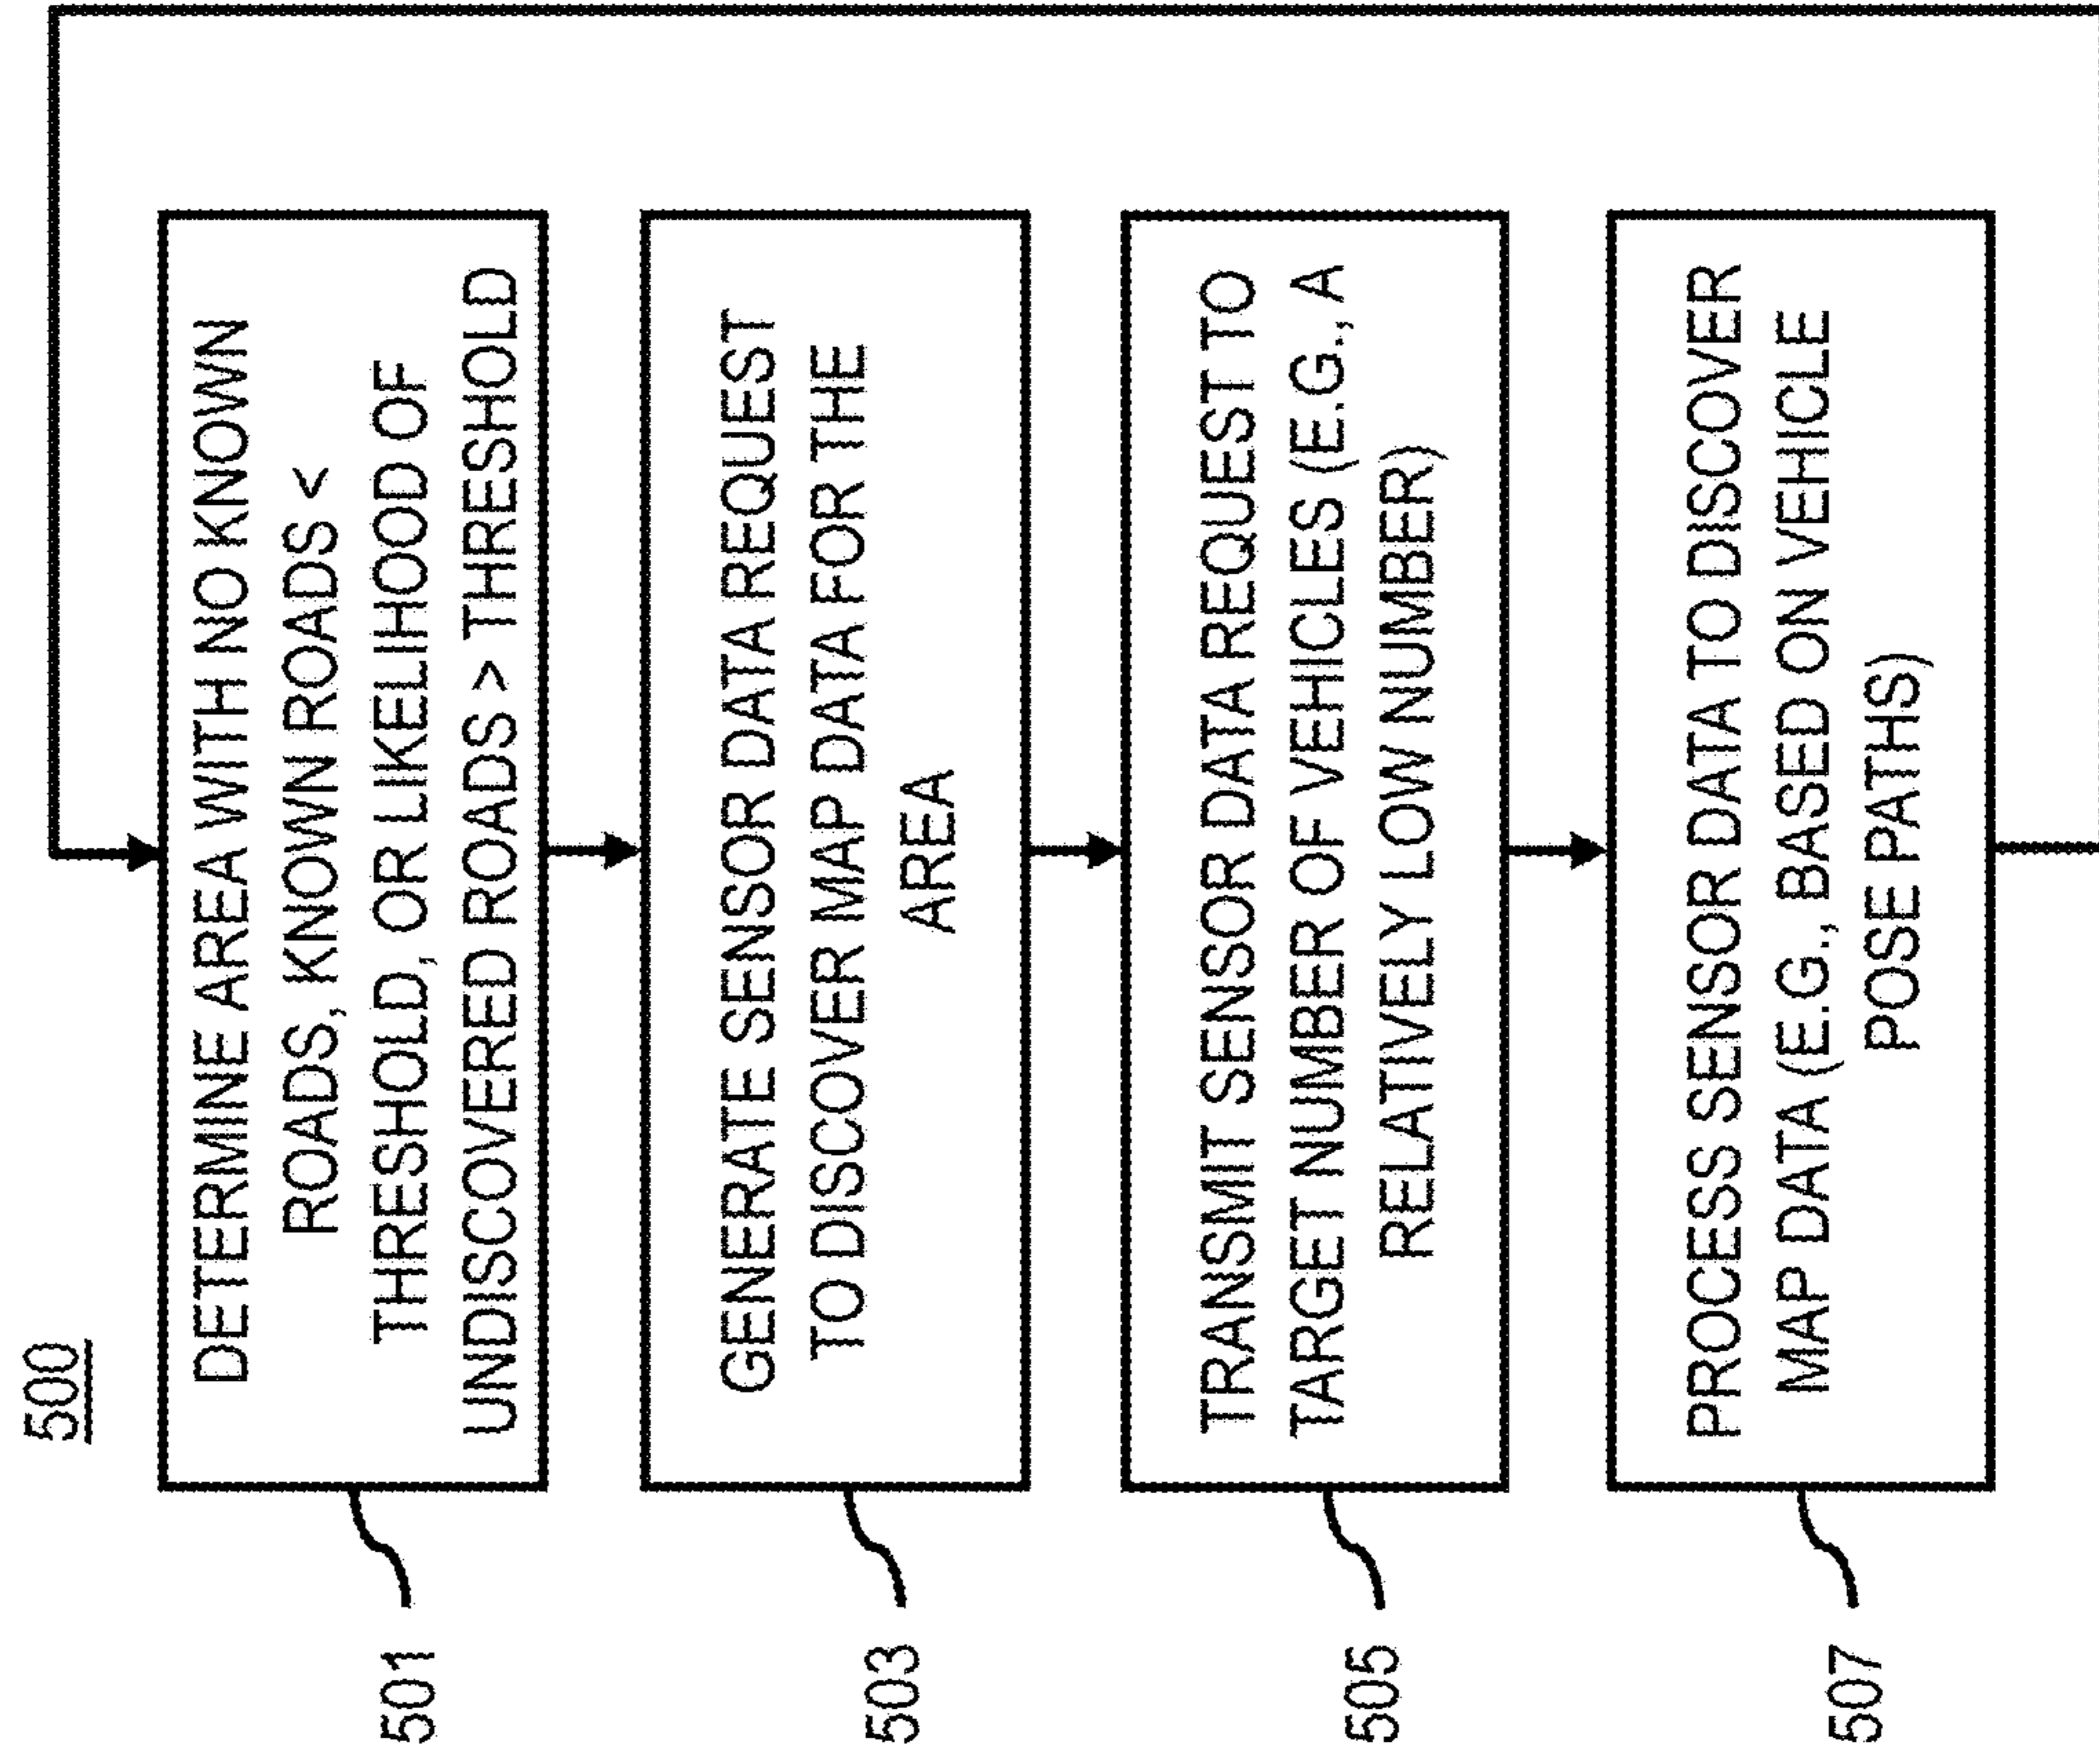 500
501
DETERMINE AREA WITH NO KNOWN
ROADS, KNOWN ROADS <
THRESHOLD, OR LIKELIHOOD OF
UNDISCOVERED ROADS > THRESHOLD
503
GENERATE SENSOR DATA REQUEST
TO DISCOVER MAP DATA FOR THE
AREA
505
TRANSMIT SENSOR DATA REQUEST TO
TARGET NUMBER OF VEHICLES (E.G., A
RELATIVELY LOW NUMBER)
507
PROCESS SENSOR DATA TO DISCOVER
MAP DATA (E.G., BASED ON VEHICLE
POSE PATHS)